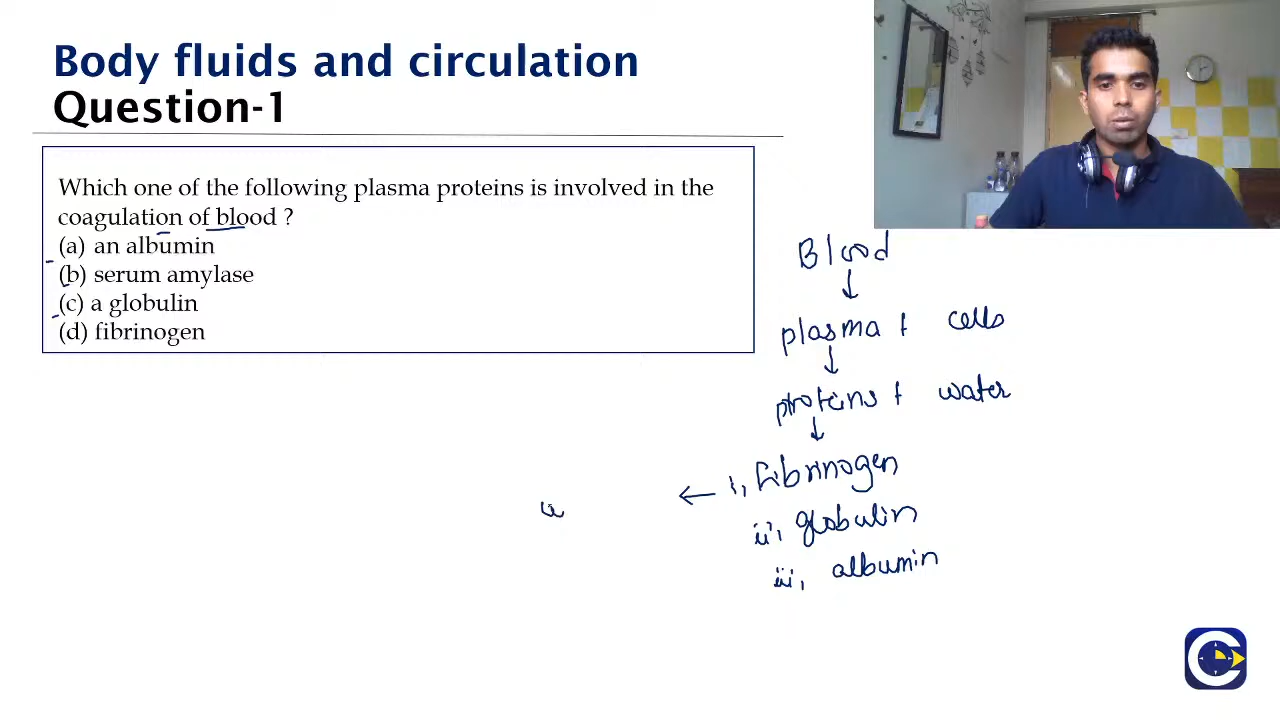 Body fluids and circulation
Question-1
Which one of the following plasma proteins is involved in the
coagulation of blood ?
(a) an albumin
(b) serum amylase
(c) a globulin
(d) fibrinogen
Blood
↓
plasma + cells
↓
proteins + water
↓
← i, fibrinogen
ii, globulin
iii, albumin